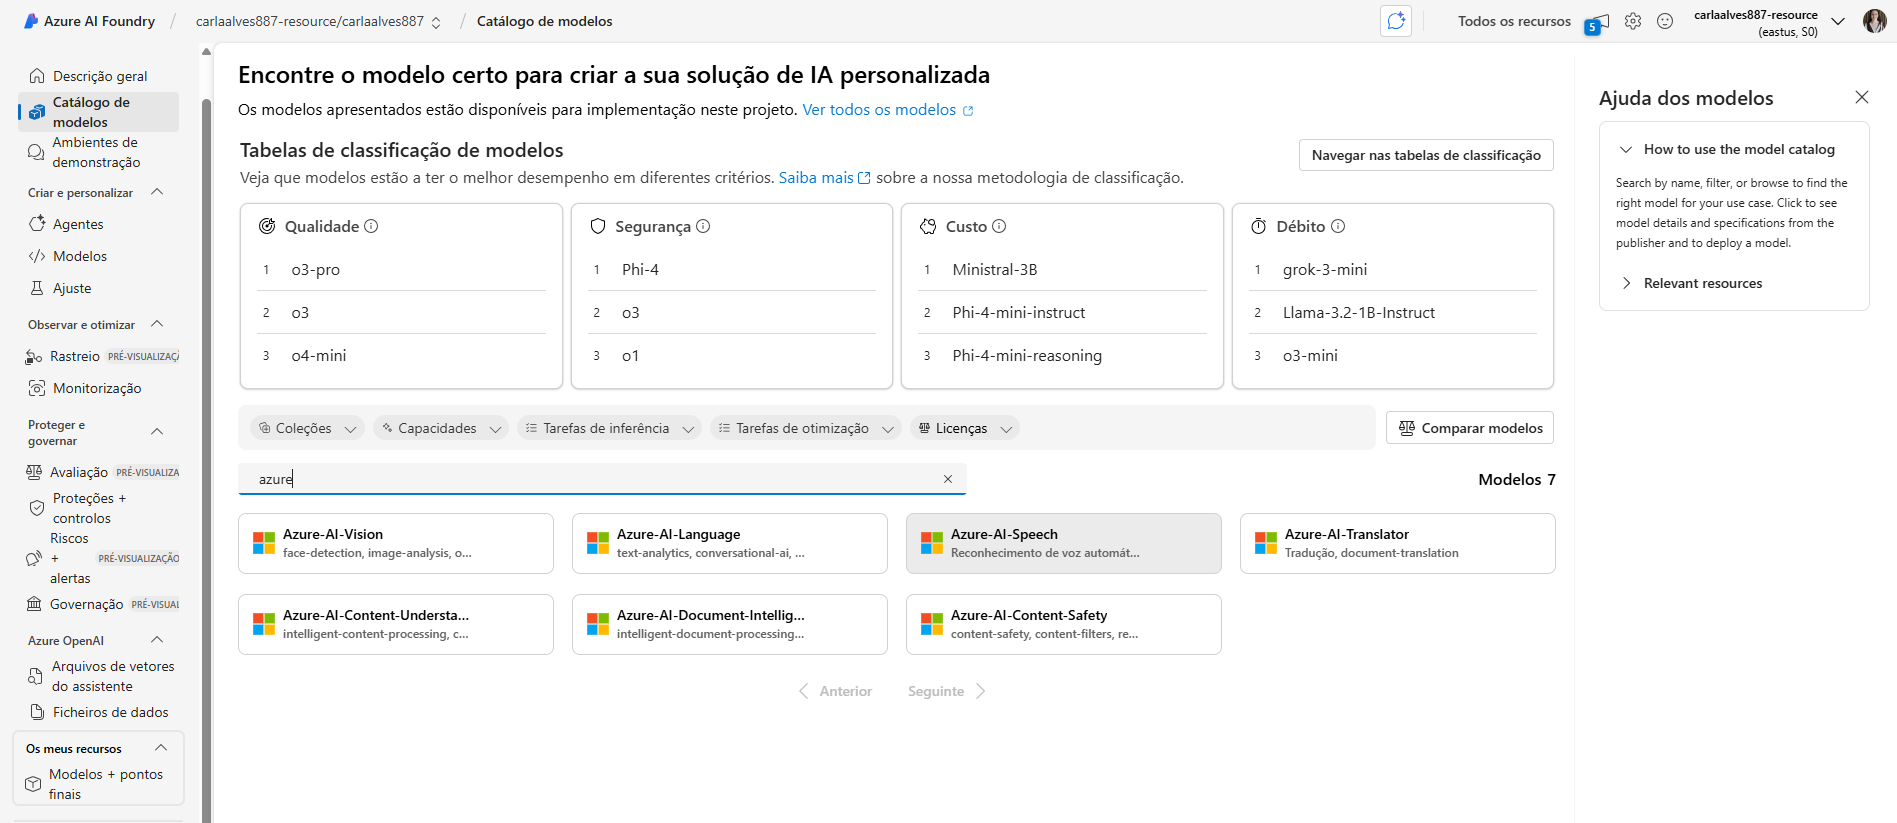 Azure AI Foundry / carlaalves887-resource/carlaalves887 / Catálogo de modelos
Todos os recursos
5
carlaalves887-resource
(eastus, S0)
Descrição geral
Catálogo de
modelos
Ambientes de
demonstração
Criar e personalizar
Agentes
Modelos
Ajuste
Observar e otimizar
Rastreio PRÉ-VISUALIZAÇÃ
Monitorização
Proteger e
governar
Avaliação PRÉ-VISUALIZA
Proteções +
controlos
Riscos
+ PRÉ-VISUALIZAÇÃO
alertas
Governação PRÉ-VISUAL
Azure OpenAI
Arquivos de vetores
do assistente
Ficheiros de dados
Os meus recursos
Modelos + pontos
finais
Encontre o modelo certo para criar a sua solução de IA personalizada
Os modelos apresentados estão disponíveis para implementação neste projeto. Ver todos os modelos
Tabelas de classificação de modelos
Veja que modelos estão a ter o melhor desempenho em diferentes critérios. Saiba mais sobre a nossa metodologia de classificação.
Navegar nas tabelas de classificação
Qualidade
1 o3-pro
2 o3
3 o4-mini
Segurança
1 Phi-4
2 o3
3 o1
Custo
1 Ministral-3B
2 Phi-4-mini-instruct
3 Phi-4-mini-reasoning
Débito
1 grok-3-mini
2 Llama-3.2-1B-Instruct
3 o3-mini
Coleções Capacidades Tarefas de inferência Tarefas de otimização Licenças
Comparar modelos
azure
Modelos 7
Azure-AI-Vision
face-detection, image-analysis, o...
Azure-AI-Language
text-analytics, conversational-ai, ...
Azure-AI-Speech
Reconhecimento de voz automát...
Azure-AI-Translator
Tradução, document-translation
Azure-AI-Content-Understa...
intelligent-content-processing, c...
Azure-AI-Document-Intellig...
intelligent-document-processing...
Azure-AI-Content-Safety
content-safety, content-filters, re...
Anterior Seguinte
Ajuda dos modelos
How to use the model catalog
Search by name, filter, or browse to find the
right model for your use case. Click to see
model details and specifications from the
publisher and to deploy a model.
Relevant resources